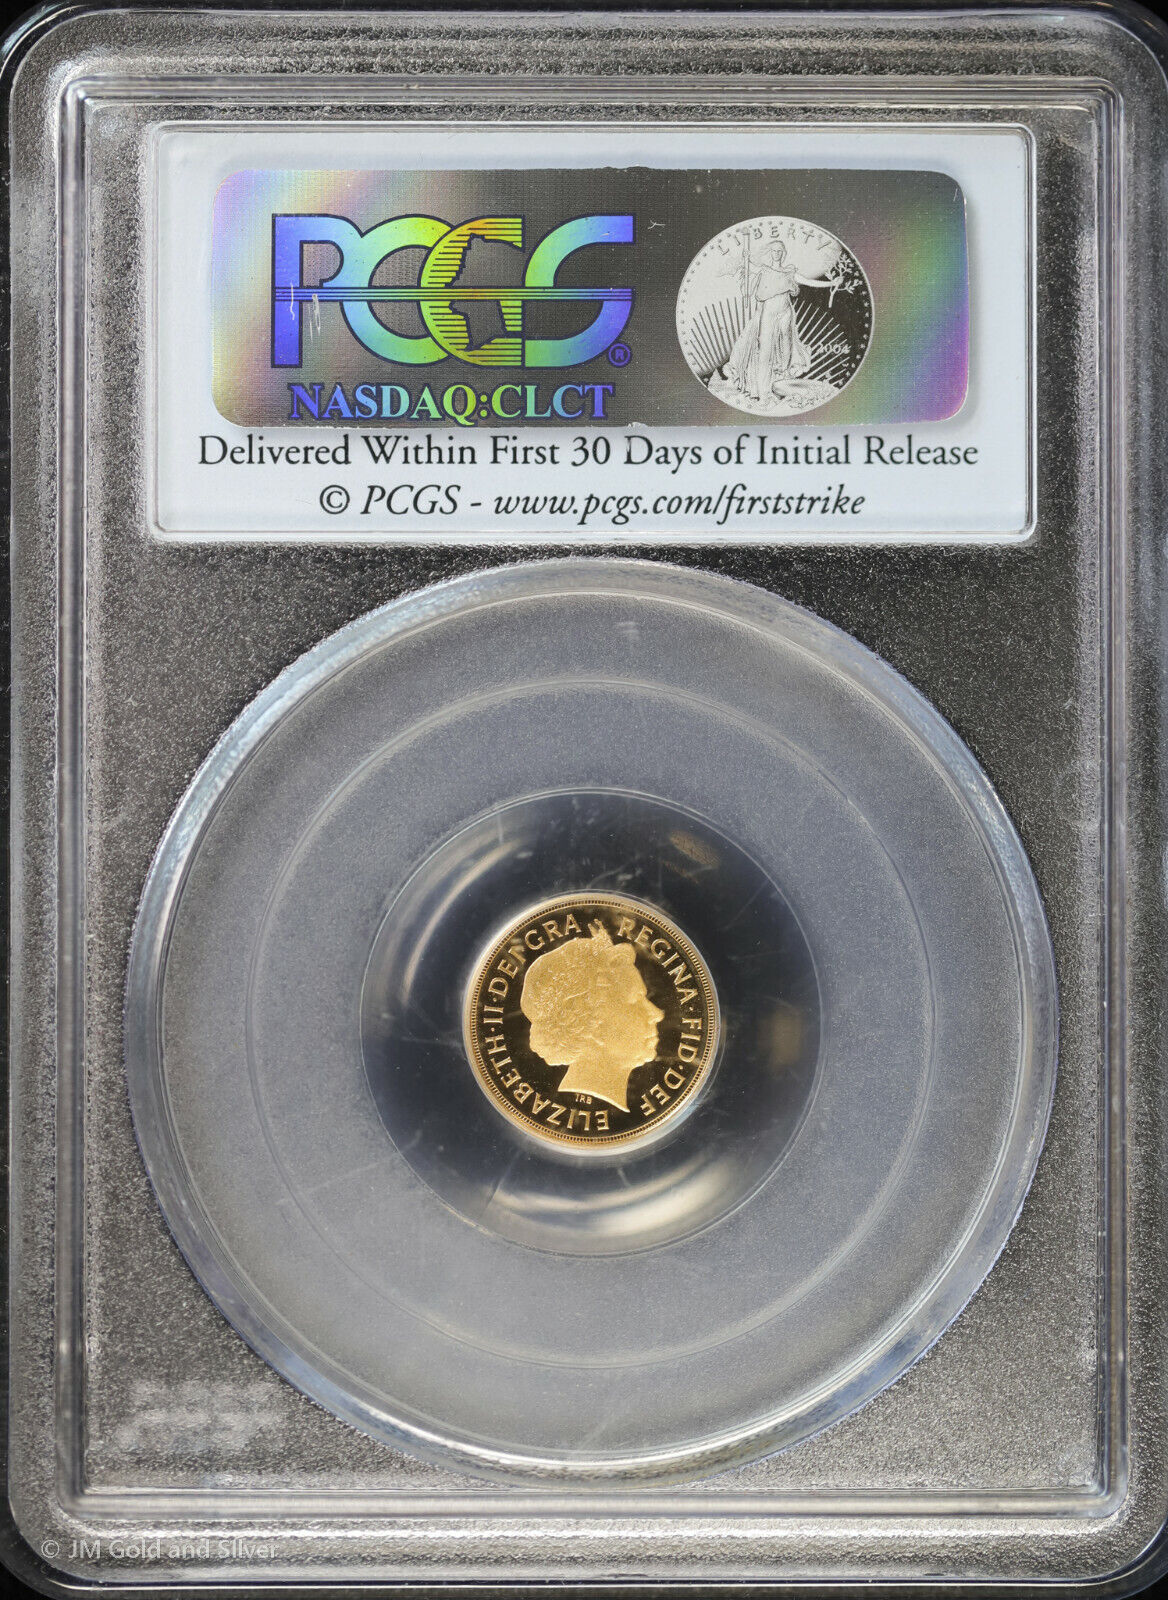 PCGS®
NASDAQ:CLCT
LIBERTY
Delivered Within First 30 Days of Initial Release
© PCGS - www.pcgs.com/firststrike
ELIZABETH·II·DEI·GRA REGINA·FID·DEF
IRB
© JM Gold and Silver